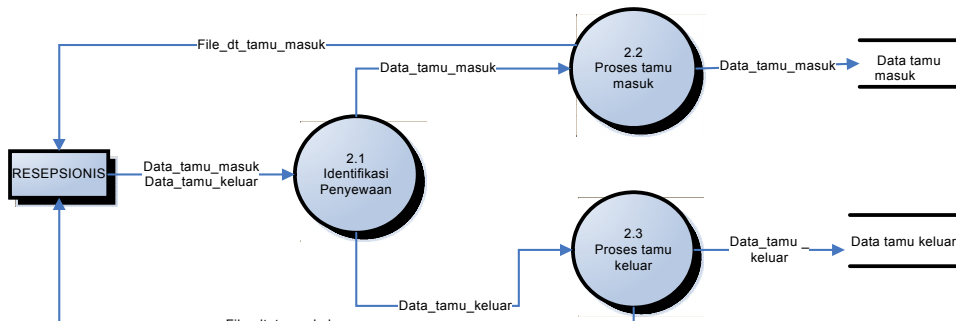 File_dt_tamu_masuk
2.2
Proses tamu
masuk
Data_tamu_masuk
Data_tamu_masuk
Data tamu
masuk
RESEPSIONIS
Data_tamu_masuk
Data_tamu_keluar
2.1
Identifikasi
Penyewaan
2.3
Proses tamu
keluar
Data_tamu _
keluar
Data tamu keluar
Data_tamu_keluar